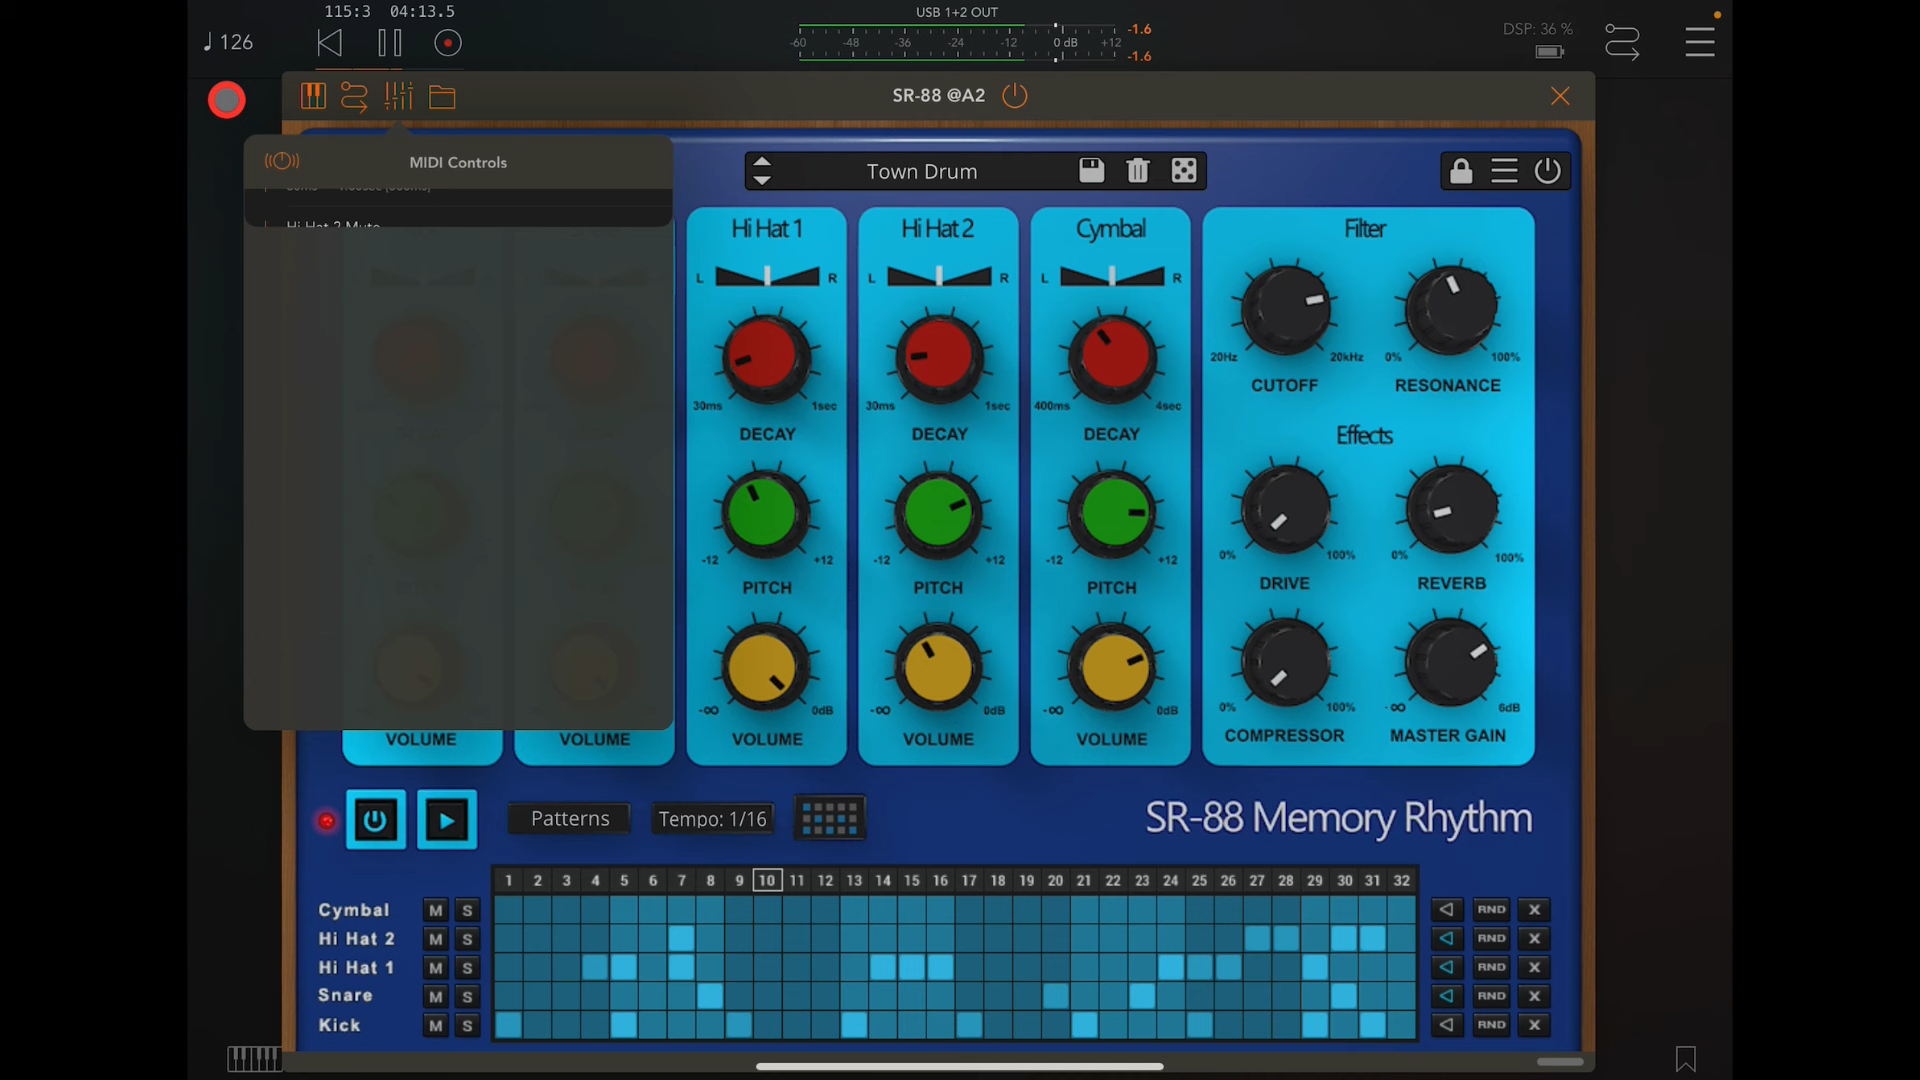 115:3 04:13.5
USB 1+2 OUT
126
-60 -48 -36 -24 -12 0 dB +12
-1.6
-1.6
DSP: 36 %
SR-88 @A2
MIDI Controls
Hi Hat 2 Mute
Town Drum
Hi Hat 1 Hi Hat 2 Cymbal Filter
L R L R L R
30ms 1sec 30ms 1sec 400ms 4sec
20Hz 20kHz 0% 100%
CUTOFF RESONANCE
DECAY DECAY DECAY
Effects
-12 +12 -12 +12 -12 +12
0% 100% 0% 100%
PITCH PITCH PITCH DRIVE REVERB
-∞ 0dB -∞ 0dB -∞ 0dB
0% 100% -∞ 6dB
VOLUME VOLUME VOLUME VOLUME VOLUME COMPRESSOR MASTER GAIN
Patterns Tempo: 1/16
SR-88 Memory Rhythm
1 2 3 4 5 6 7 8 9 10 11 12 13 14 15 16 17 18 19 20 21 22 23 24 25 26 27 28 29 30 31 32
Cymbal M S RND X
Hi Hat 2 M S RND X
Hi Hat 1 M S RND X
Snare M S RND X
Kick M S RND X